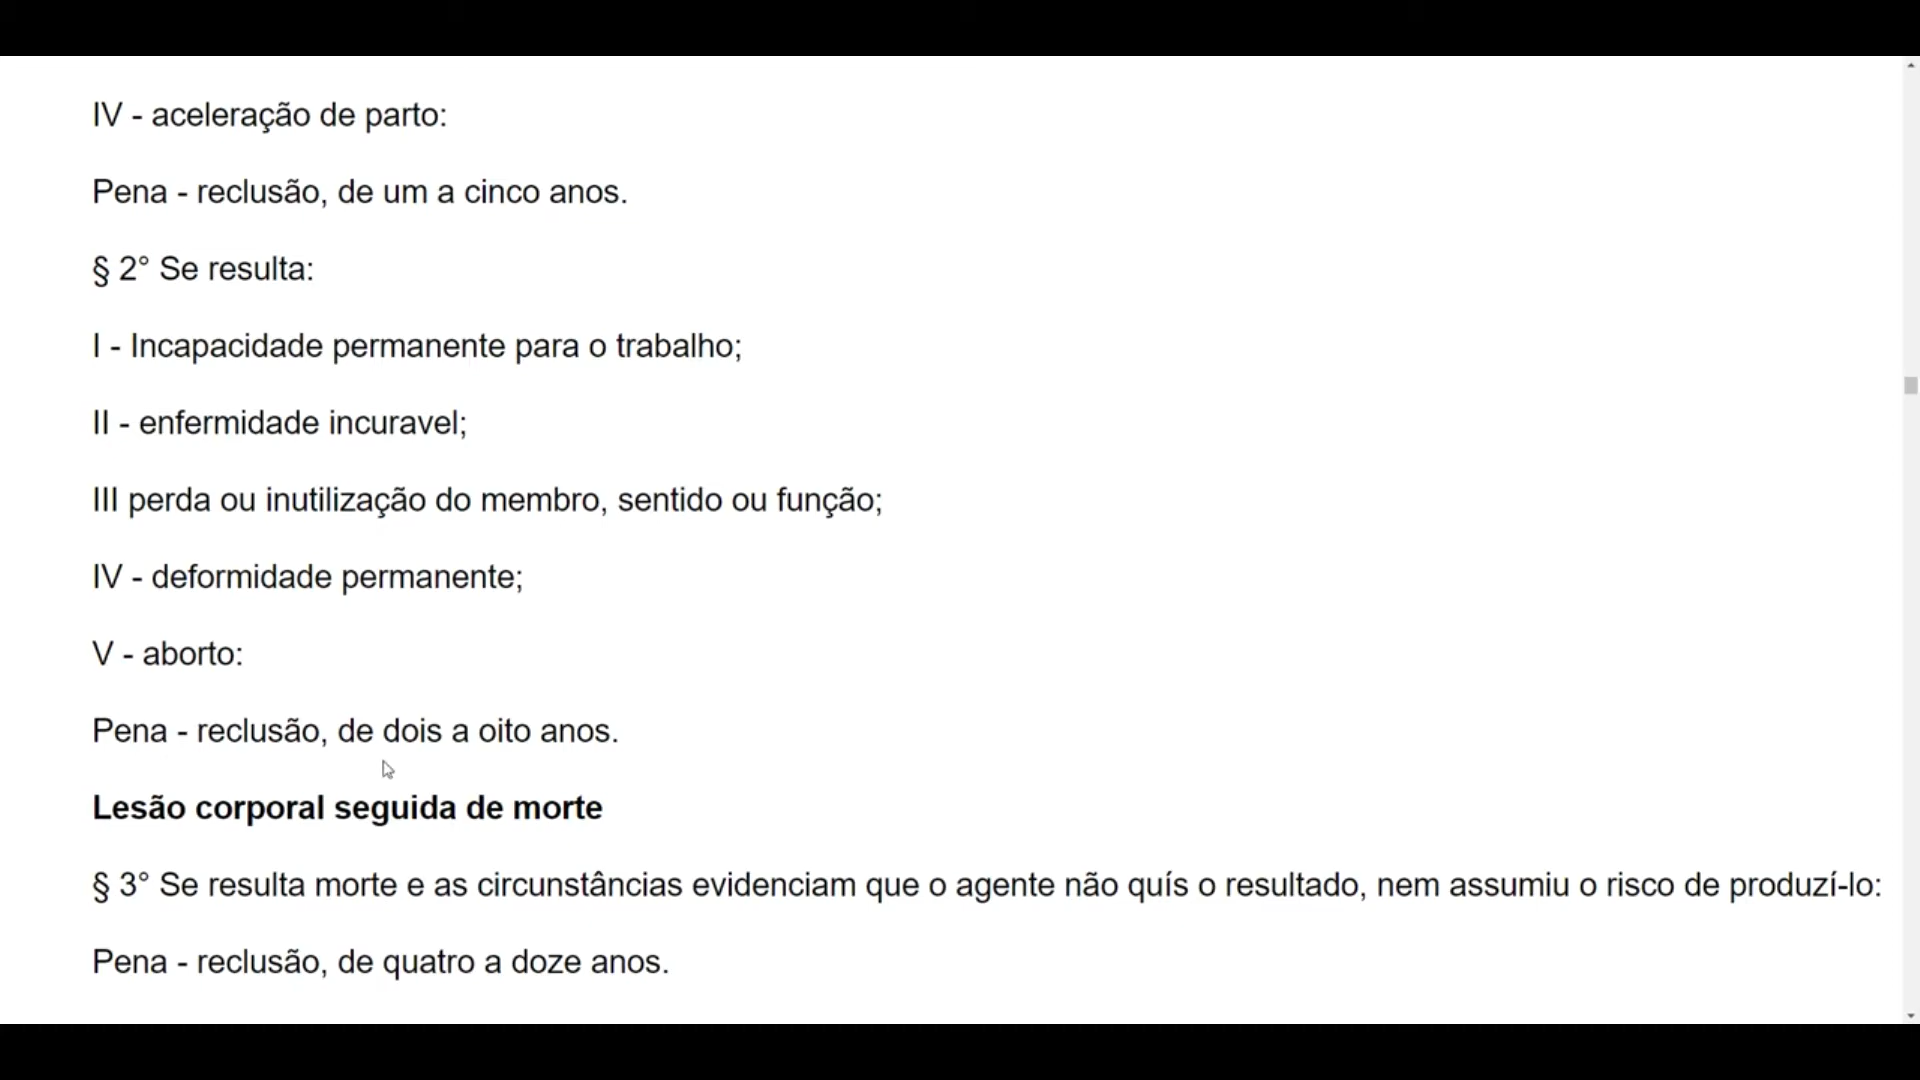 IV - aceleração de parto:
Pena - reclusão, de um a cinco anos.
§ 2° Se resulta:
I - Incapacidade permanente para o trabalho;
II - enfermidade incuravel;
III perda ou inutilização do membro, sentido ou função;
IV - deformidade permanente;
V - aborto:
Pena - reclusão, de dois a oito anos.
Lesão corporal seguida de morte
§ 3° Se resulta morte e as circunstâncias evidenciam que o agente não quís o resultado, nem assumiu o risco de produzí-lo:
Pena - reclusão, de quatro a doze anos.